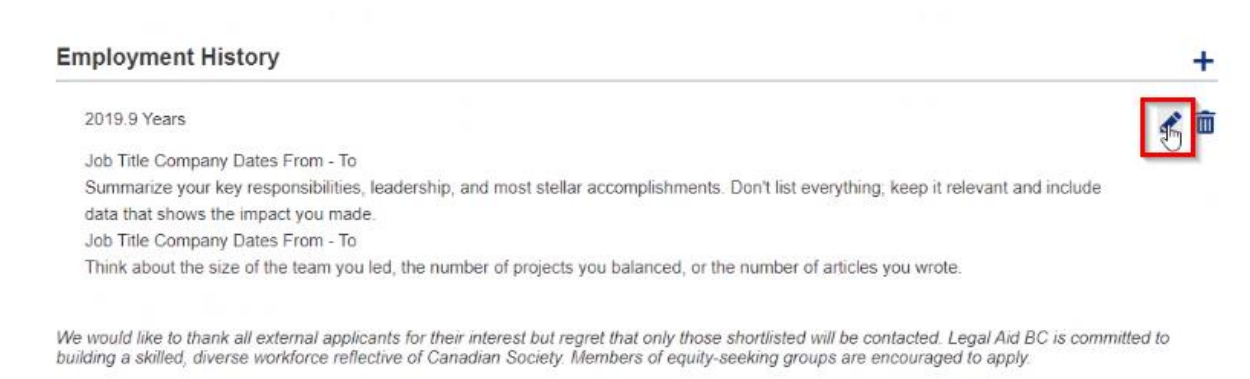 Employment History
2019.9 Years
Job Title Company Dates From - To
Summarize your key responsibilities, leadership, and most stellar accomplishments. Don't list everything; keep it relevant and include
data that shows the impact you made.
Job Title Company Dates From - To
Think about the size of the team you led, the number of projects you balanced, or the number of articles you wrote.
We would like to thank all external applicants for their interest but regret that only those shortlisted will be contacted. Legal Aid BC is committed to
building a skilled, diverse workforce reflective of Canadian Society. Members of equity-seeking groups are encouraged to apply.